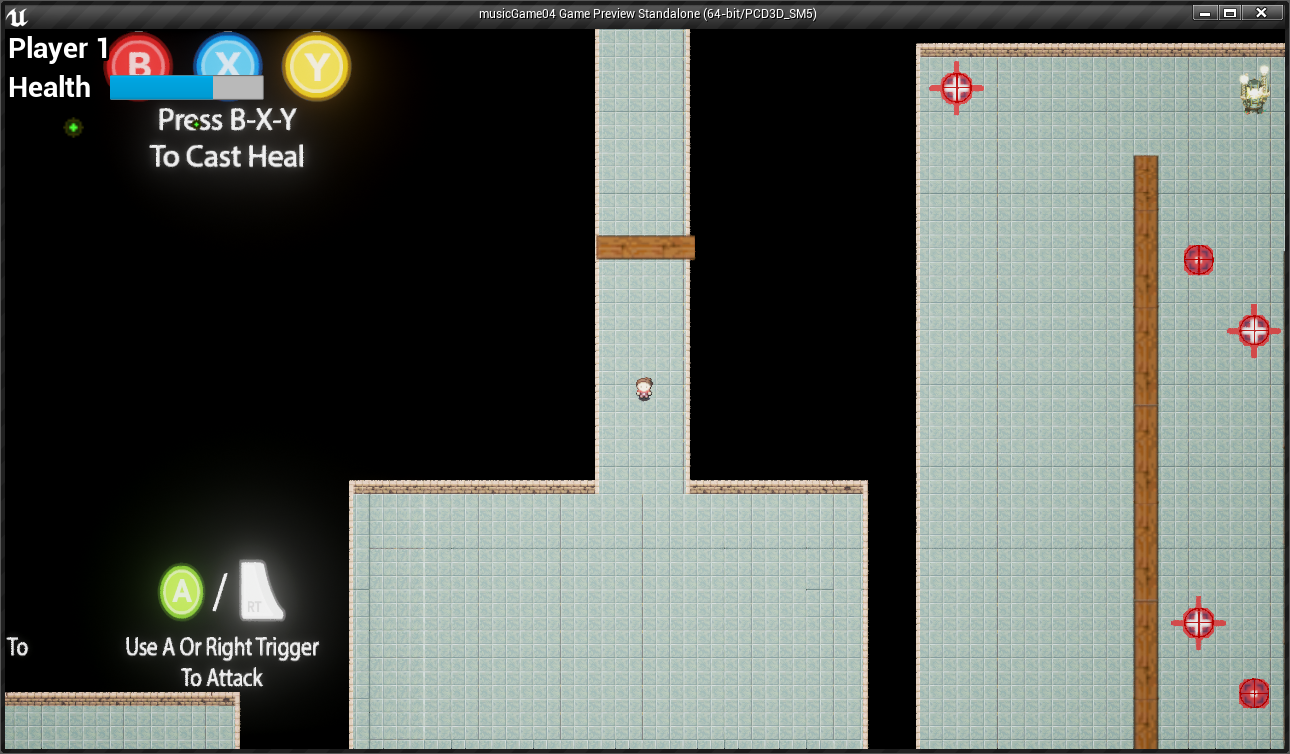 musicGame04 Game Preview Standalone (64-bit/PCD3D_SM5)
Player 1
B X Y
Health
Press B-X-Y
To Cast Heal
A / RT
To
Use A Or Right Trigger
To Attack